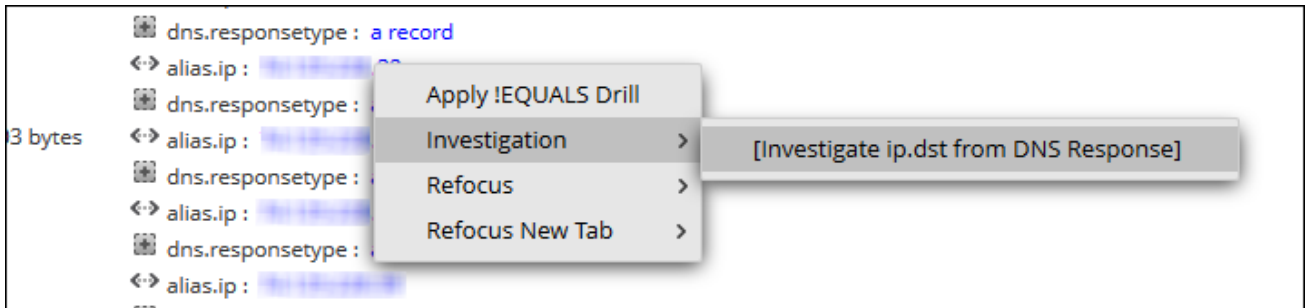 dns.responsetype : a record
alias.ip :
dns.responsetype :
Apply !EQUALS Drill
03 bytes
alias.ip :
Investigation
[Investigate ip.dst from DNS Response]
dns.responsetype :
Refocus
alias.ip :
Refocus New Tab
dns.responsetype :
alias.ip :